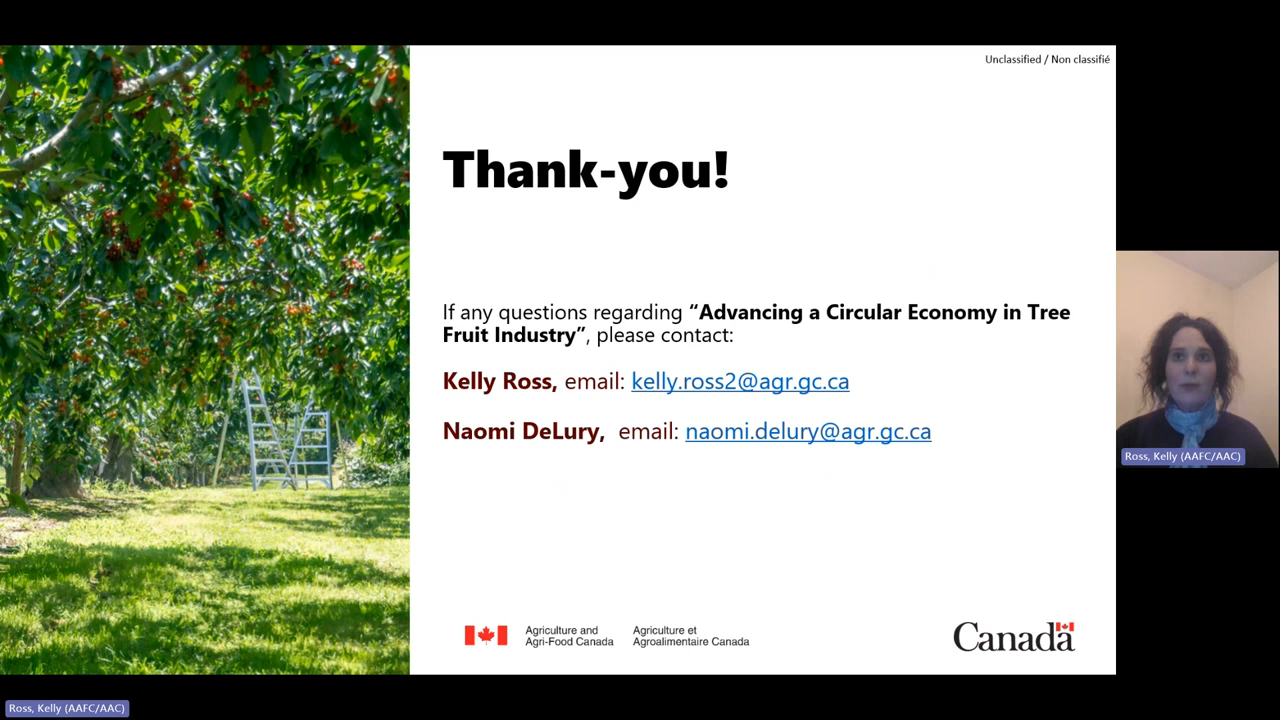 Unclassified / Non classifié
Thank-you!
If any questions regarding “Advancing a Circular Economy in Tree
Fruit Industry”, please contact:
Kelly Ross, email: kelly.ross2@agr.gc.ca
Naomi DeLury, email: naomi.delury@agr.gc.ca
Ross, Kelly (AAFC/AAC)
Agriculture and
Agri-Food Canada
Agriculture et
Agroalimentaire Canada
Canada
Ross, Kelly (AAFC/AAC)